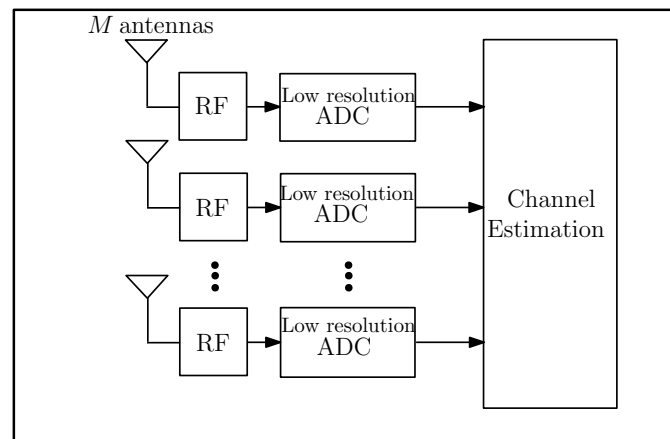 M antennas
RF
Low resolution
ADC
RF
Low resolution
ADC
Channel
Estimation
RF
Low resolution
ADC